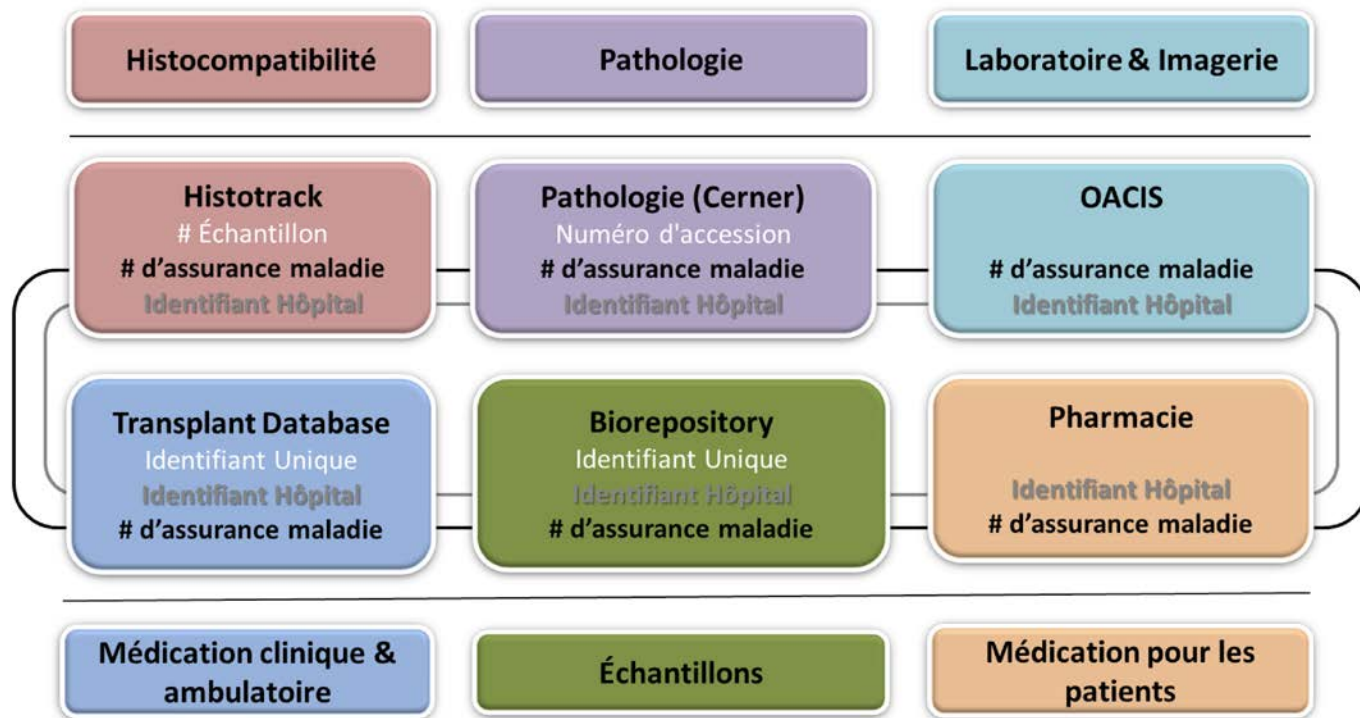 Histocompatibilité
Pathologie
Laboratoire & Imagerie
Histotrack
# Échantillon
# d’assurance maladie
Identifiant Hôpital
Pathologie (Cerner)
Numéro d'accession
# d’assurance maladie
Identifiant Hôpital
OACIS
# d’assurance maladie
Identifiant Hôpital
Transplant Database
Identifiant Unique
Identifiant Hôpital
# d’assurance maladie
Biorepository
Identifiant Unique
Identifiant Hôpital
# d’assurance maladie
Pharmacie
Identifiant Hôpital
# d’assurance maladie
Médication clinique &
ambulatoire
Échantillons
Médication pour les
patients